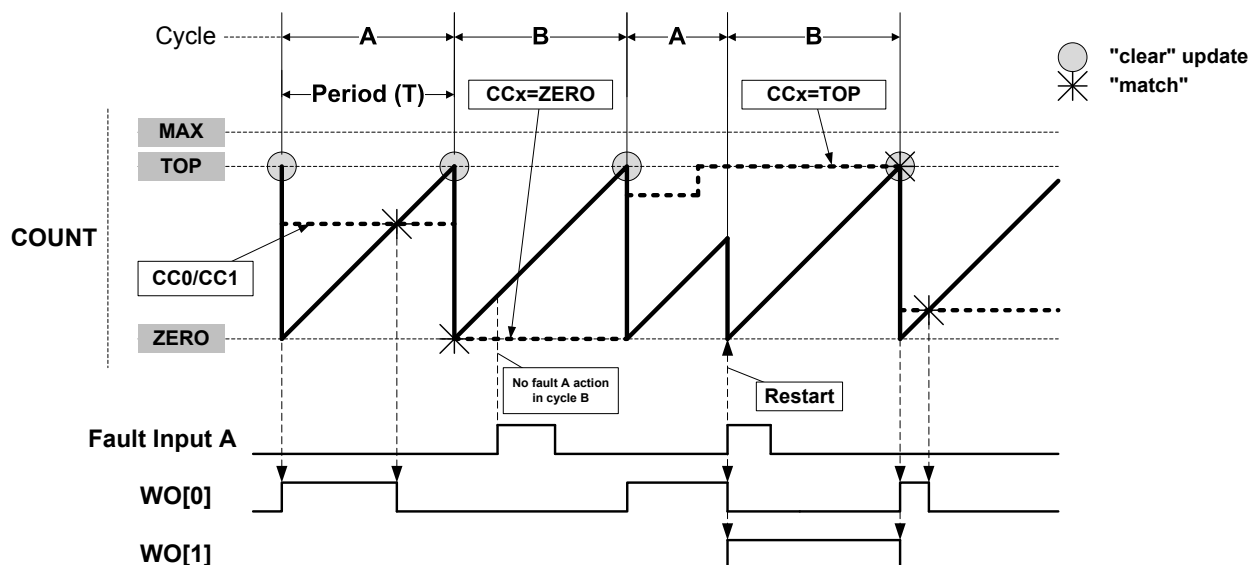 Cycle A B A B
"clear" update
"match"
Period (T)
CCx=ZERO
CCx=TOP
MAX
TOP
COUNT
CC0/CC1
ZERO
No fault A action
in cycle B
Restart
Fault Input A
WO[0]
WO[1]